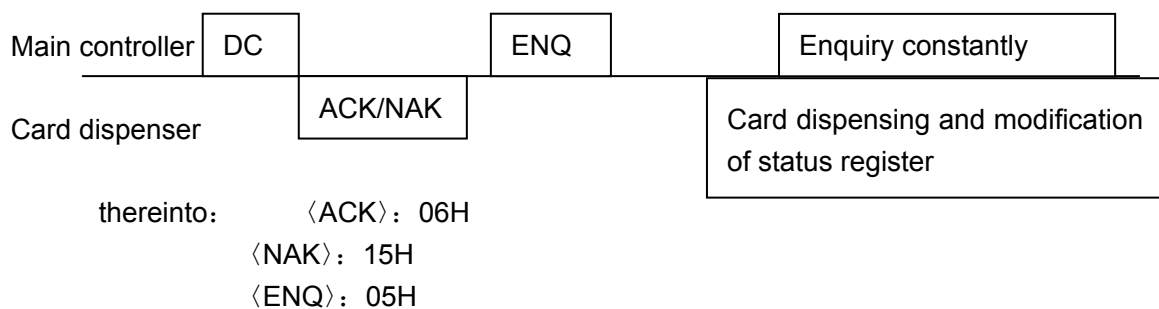 Main controller DC ENQ Enquiry constantly
ACK/NAK
Card dispenser
Card dispensing and modification
of status register
thereinto： 〈ACK〉：06H
〈NAK〉：15H
〈ENQ〉：05H